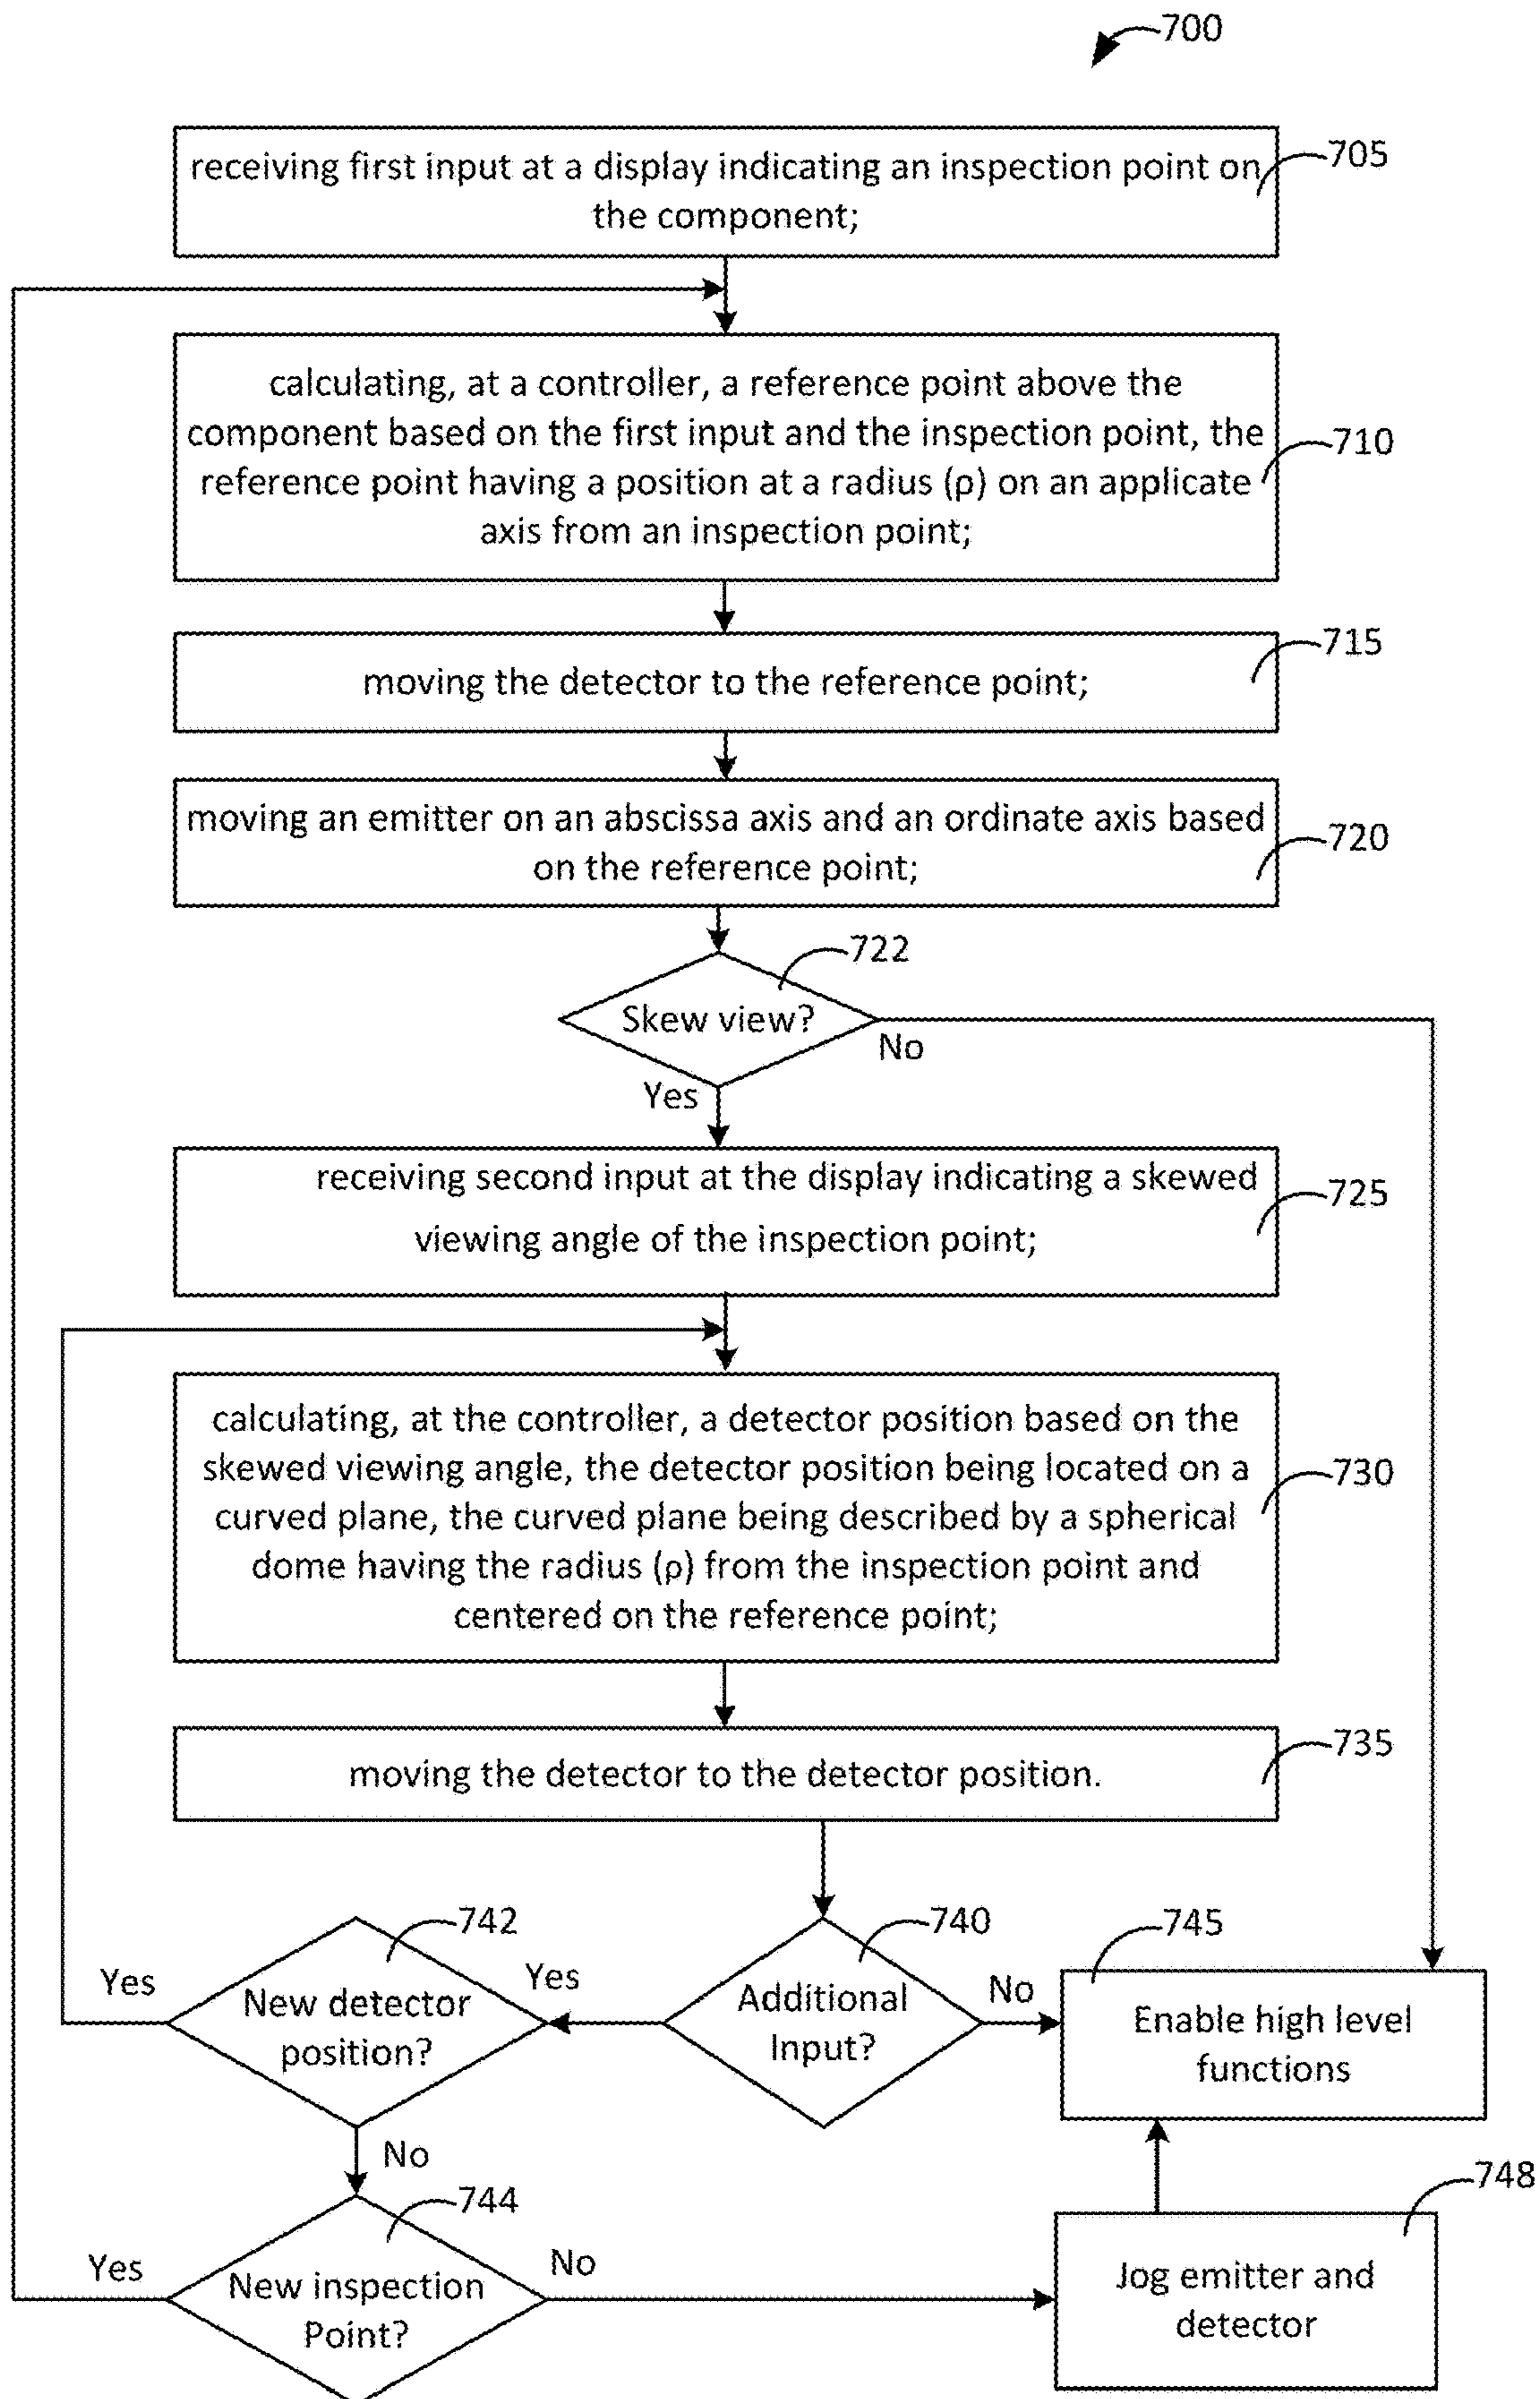 700
receiving first input at a display indicating an inspection point on
the component;
705
calculating, at a controller, a reference point above the
component based on the first input and the inspection point, the
reference point having a position at a radius (ρ) on an applicate
axis from an inspection point;
710
moving the detector to the reference point;
715
moving an emitter on an abscissa axis and an ordinate axis based
on the reference point;
720
722
Skew view?
No
Yes
receiving second input at the display indicating a skewed
viewing angle of the inspection point;
725
calculating, at the controller, a detector position based on the
skewed viewing angle, the detector position being located on a
curved plane, the curved plane being described by a spherical
dome having the radius (ρ) from the inspection point and
centered on the reference point;
730
moving the detector to the detector position.
735
740
Additional
Input?
Yes
No
742
New detector
position?
Yes
No
745
Enable high level
functions
744
New inspection
Point?
Yes
No
748
Jog emitter and
detector